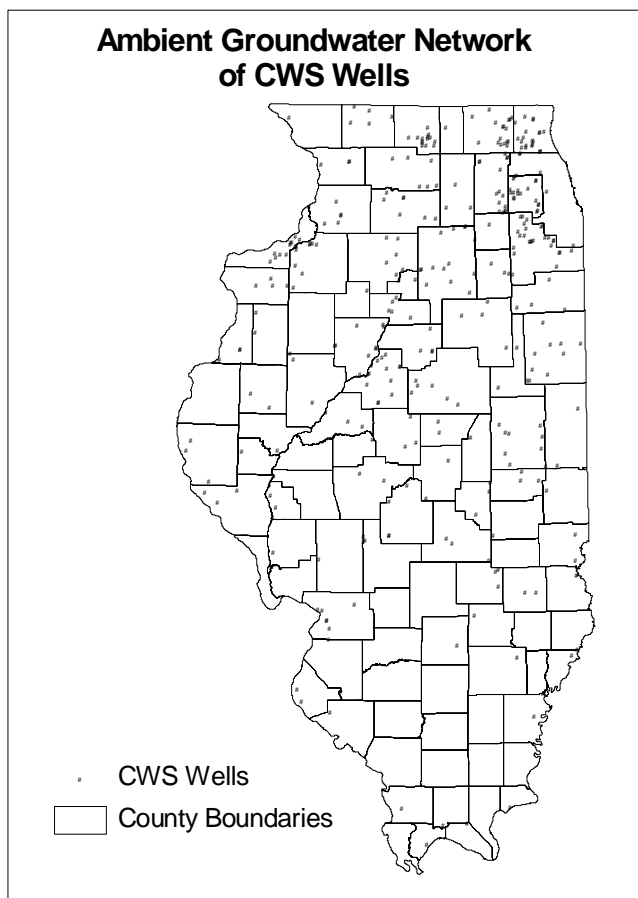 Ambient Groundwater Network
of CWS Wells
# CWS Wells
County Boundaries